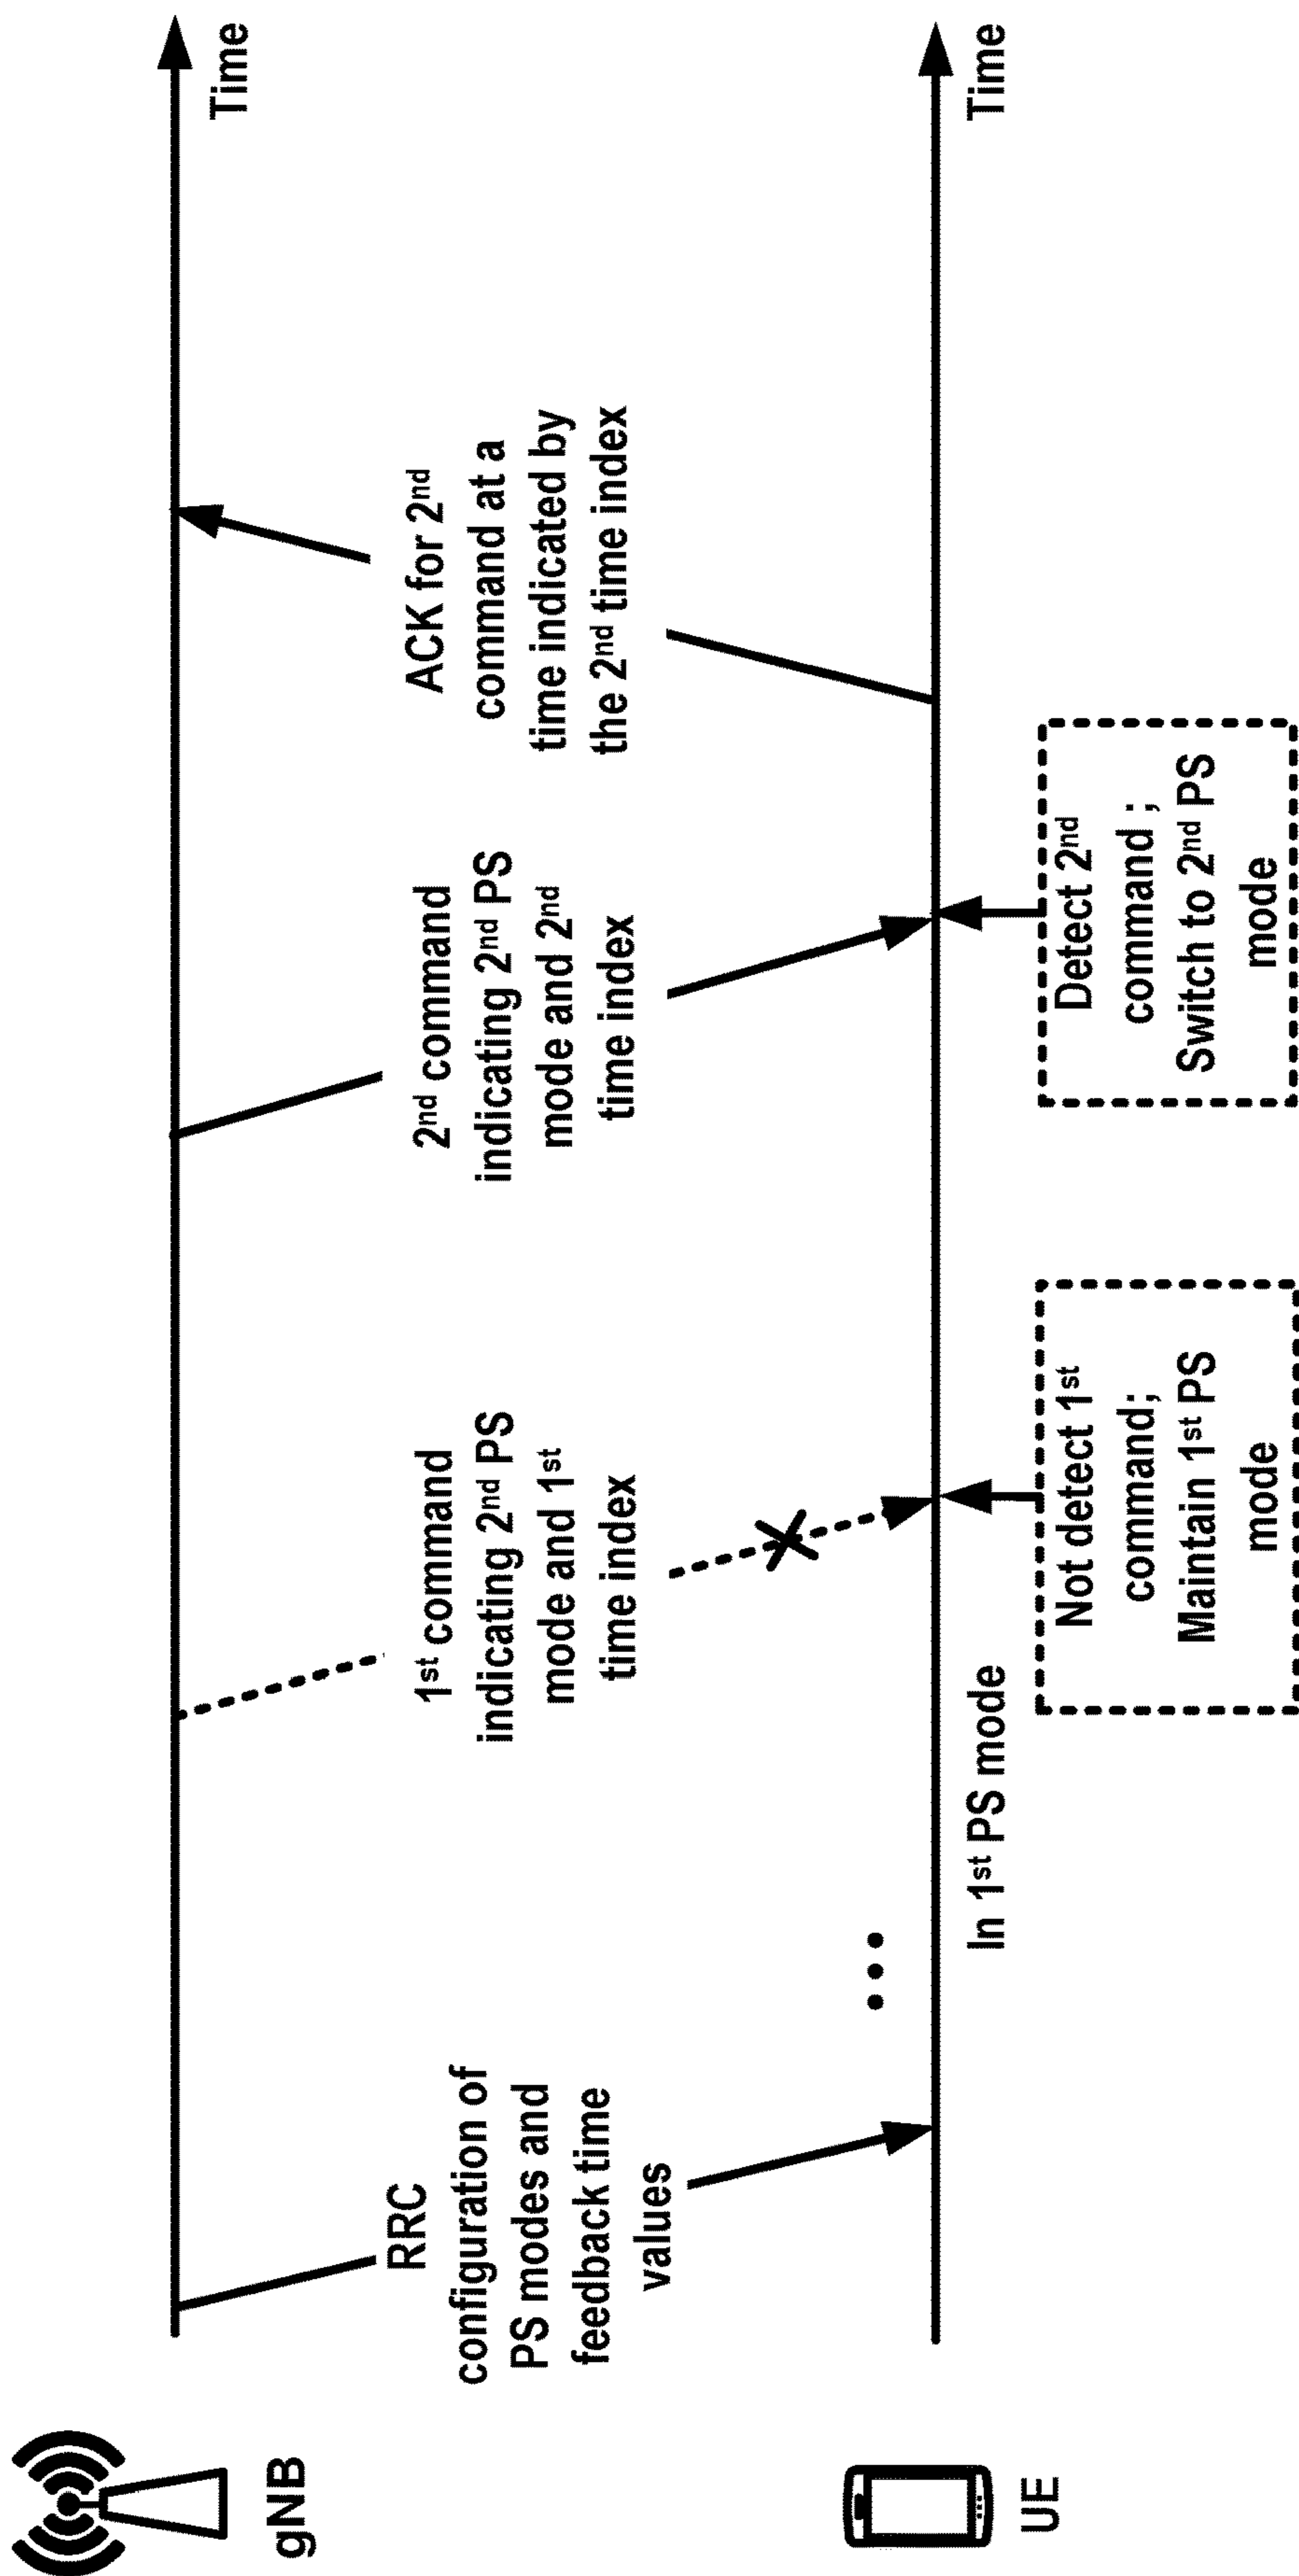 gNB
Time
RRC
configuration of
PS modes and
feedback time
values
1st command
indicating 2nd PS
mode and 1st
time index
2nd command
indicating 2nd PS
mode and 2nd
time index
ACK for 2nd
command at a
time indicated by
the 2nd time index
UE
Time
In 1st PS mode
Not detect 1st
command;
Maintain 1st PS
mode
Detect 2nd
command ;
Switch to 2nd PS
mode